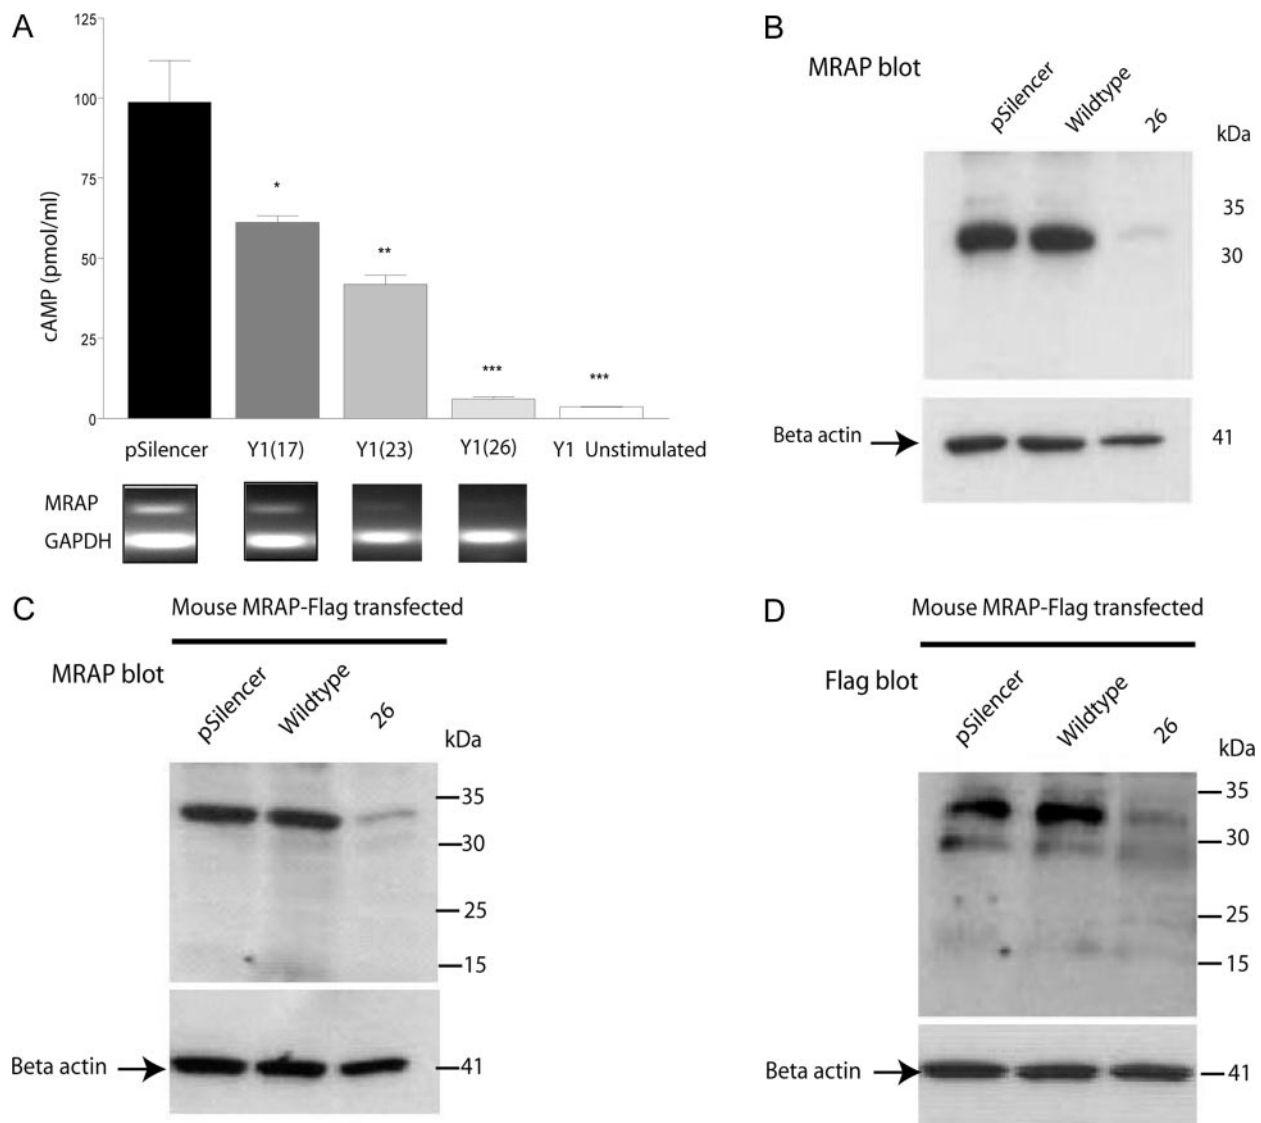 A
125
100
75
50
25
0
cAMP (pmol/ml)
*
**
***
***
pSilencer Y1(17) Y1(23) Y1(26) Y1 Unstimulated
MRAP
GAPDH
B
MRAP blot
pSilencer Wildtype 26
kDa
35
30
Beta actin 41
C
Mouse MRAP-Flag transfected
MRAP blot
pSilencer Wildtype 26
kDa
35
30
25
15
Beta actin 41
D
Mouse MRAP-Flag transfected
Flag blot
pSilencer Wildtype 26
kDa
35
30
25
15
Beta actin 41